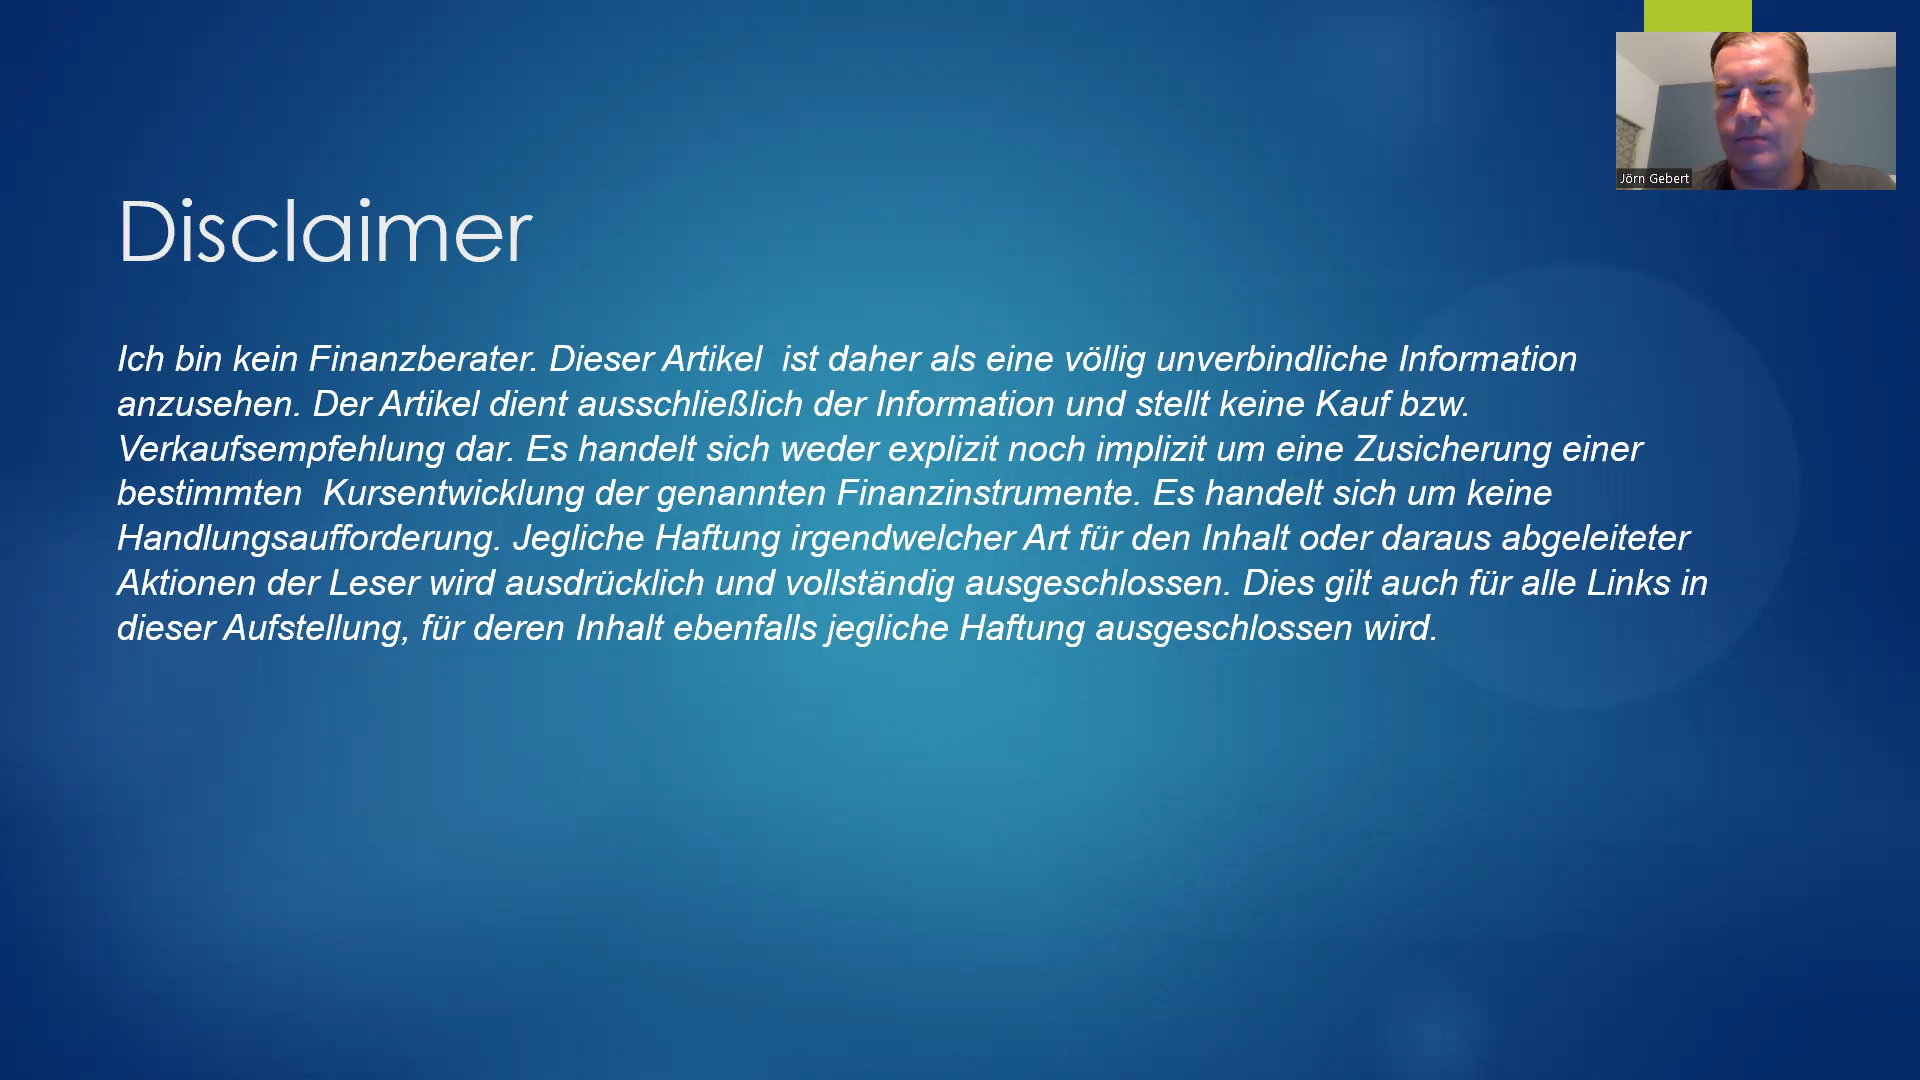 Jörn Gebert
Disclaimer
Ich bin kein Finanzberater. Dieser Artikel  ist daher als eine völlig unverbindliche Information
anzusehen. Der Artikel dient ausschließlich der Information und stellt keine Kauf bzw.
Verkaufsempfehlung dar. Es handelt sich weder explizit noch implizit um eine Zusicherung einer
bestimmten  Kursentwicklung der genannten Finanzinstrumente. Es handelt sich um keine
Handlungsaufforderung. Jegliche Haftung irgendwelcher Art für den Inhalt oder daraus abgeleiteter
Aktionen der Leser wird ausdrücklich und vollständig ausgeschlossen. Dies gilt auch für alle Links in
dieser Aufstellung, für deren Inhalt ebenfalls jegliche Haftung ausgeschlossen wird.